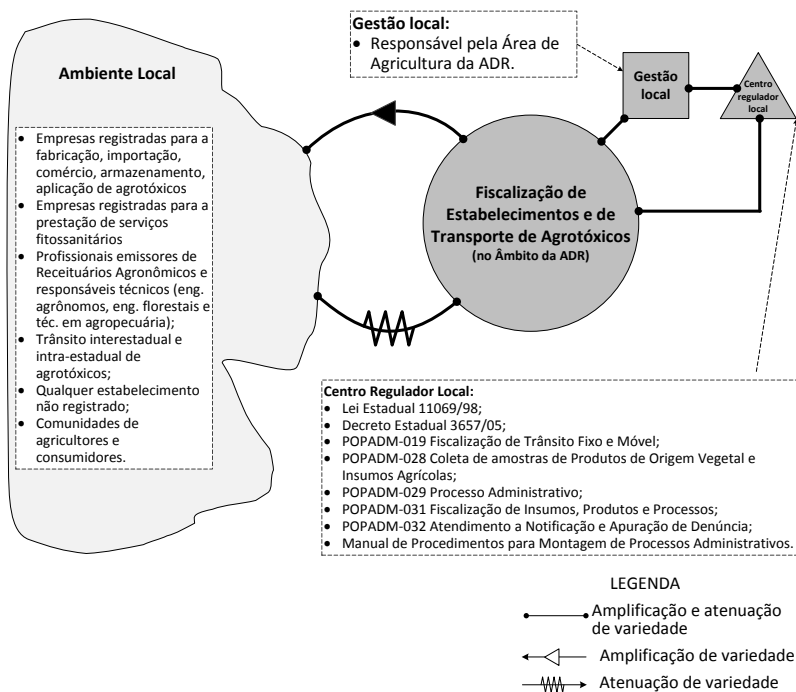 Gestão local:
• Responsável pela Área de
Agricultura da ADR.
Ambiente Local
Gestão
local
Centro
regulador
local
• Empresas registradas para a
fabricação, importação,
comércio, armazenamento,
aplicação de agrotóxicos
• Empresas registradas para a
prestação de serviços
fitossanitários
• Profissionais emissores de
Receituários Agronômicos e
responsáveis técnicos (eng.
agrônomos, eng. florestais e
téc. em agropecuária);
• Trânsito interestadual e
intra-estadual de
agrotóxicos;
• Qualquer estabelecimento
não registrado;
• Comunidades de
agricultores e
consumidores.
Fiscalização de
Estabelecimentos e de
Transporte de Agrotóxicos
(no Âmbito da ADR)
Centro Regulador Local:
• Lei Estadual 11069/98;
• Decreto Estadual 3657/05;
• POPADM-019 Fiscalização de Trânsito Fixo e Móvel;
• POPADM-028 Coleta de amostras de Produtos de Origem Vegetal e
Insumos Agrícolas;
• POPADM-029 Processo Administrativo;
• POPADM-031 Fiscalização de Insumos, Produtos e Processos;
• POPADM-032 Atendimento a Notificação e Apuração de Denúncia;
• Manual de Procedimentos para Montagem de Processos Administrativos.
LEGENDA
Amplificação e atenuação
de variedade
Amplificação de variedade
Atenuação de variedade